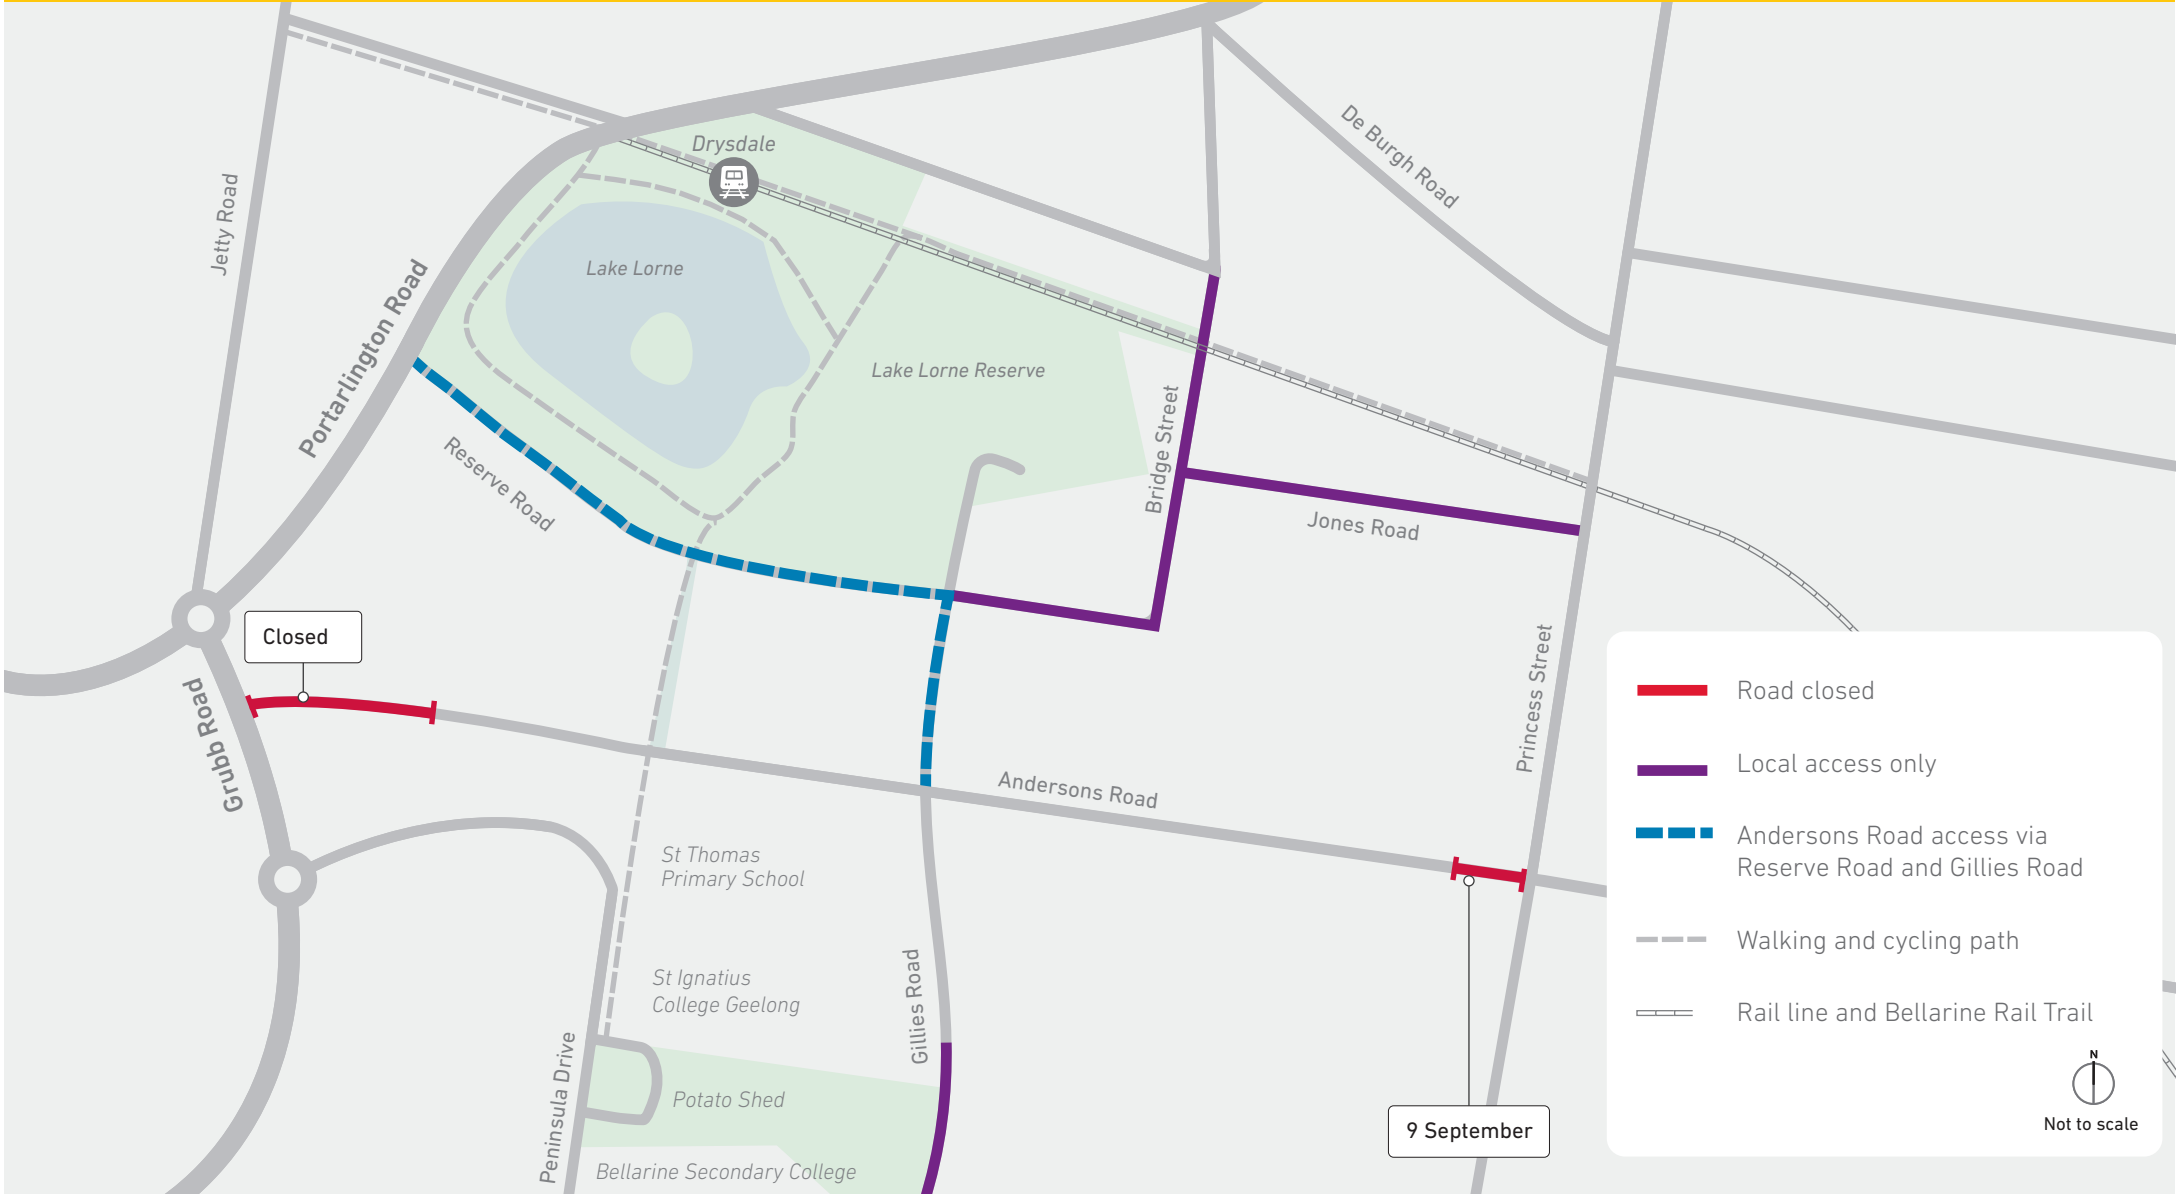 Drysdale
De Burgh Road
Jetty Road
Lake Lorne
Portarlington Road
Lake Lorne Reserve
Bridge Street
Reserve Road
Jones Road
Closed
Grubb Road
Princess Street
Andersons Road
St Thomas
Primary School
St Ignatius
College Geelong
Gillies Road
Peninsula Drive
Potato Shed
Bellarine Secondary College
9 September
Road closed
Local access only
Andersons Road access via
Reserve Road and Gillies Road
Walking and cycling path
Rail line and Bellarine Rail Trail
N
Not to scale